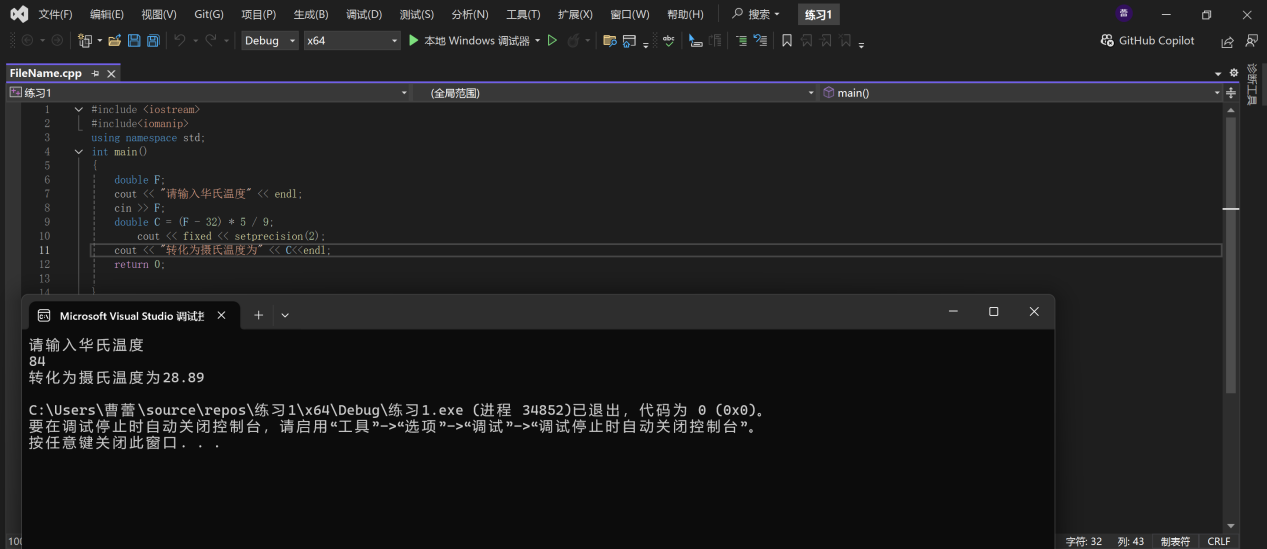 文件(F) 编辑(E) 视图(V) Git(G) 项目(P) 生成(B) 调试(D) 测试(S) 分析(N) 工具(T) 扩展(X) 窗口(W) 帮助(H) 搜索 练习1 蕾
Debug x64 本地 Windows 调试器 GitHub Copilot
FileName.cpp
诊断工具
练习1 (全局范围) main()
1 #include <iostream>
2 #include<iomanip>
3 using namespace std;
4 int main()
5 {
6 double F;
7 cout << "请输入华氏温度" << endl;
8 cin >> F;
9 double C = (F - 32) * 5 / 9;
10 cout << fixed << setprecision(2);
11 cout << "转化为摄氏温度为" << C<<endl;
12 return 0;
13
14 }
Microsoft Visual Studio 调试
请输入华氏温度
84
转化为摄氏温度为28.89
C:\Users\曹蕾\source\repos\练习1\x64\Debug\练习1.exe (进程 34852)已退出，代码为 0 (0x0)。
要在调试停止时自动关闭控制台，请启用“工具”->“选项”->“调试”->“调试停止时自动关闭控制台”。
按任意键关闭此窗口. . .
100 字符: 32 列: 43 制表符 CRLF